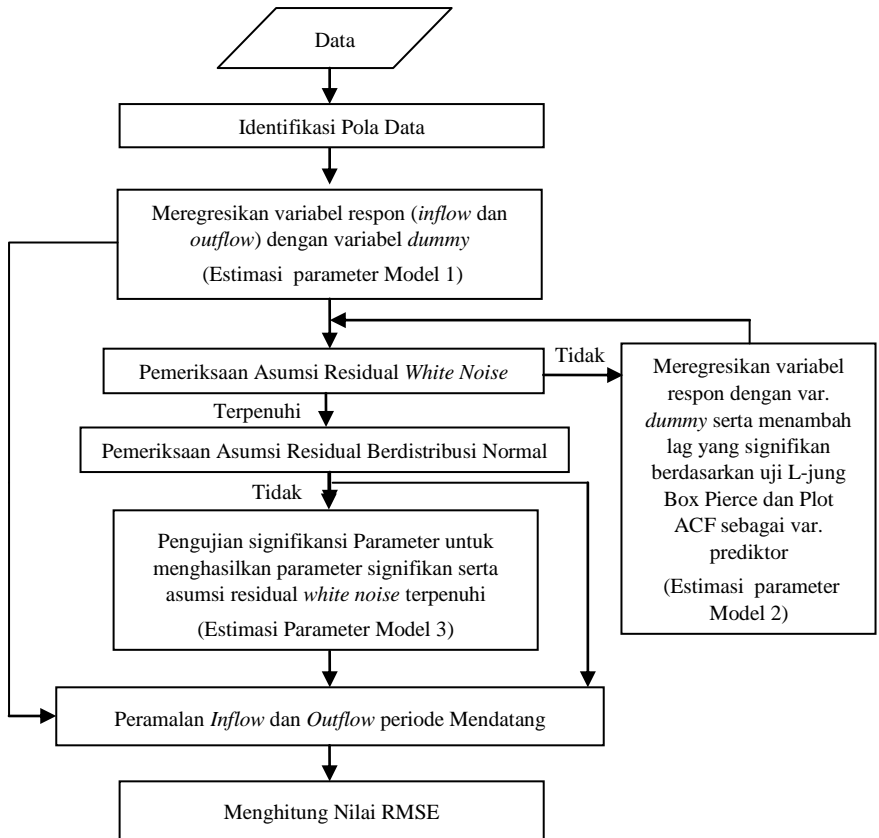 Data
Identifikasi Pola Data
Meregresikan variabel respon (inflow dan
outflow) dengan variabel dummy
(Estimasi parameter Model 1)
Pemeriksaan Asumsi Residual White Noise
Tidak
Meregresikan variabel
respon dengan var.
dummy serta menambah
lag yang signifikan
berdasarkan uji L-jung
Box Pierce dan Plot
ACF sebagai var.
prediktor
(Estimasi parameter
Model 2)
Terpenuhi
Pemeriksaan Asumsi Residual Berdistribusi Normal
Tidak
Pengujian signifikansi Parameter untuk
menghasilkan parameter signifikan serta
asumsi residual white noise terpenuhi
(Estimasi Parameter Model 3)
Peramalan Inflow dan Outflow periode Mendatang
Menghitung Nilai RMSE